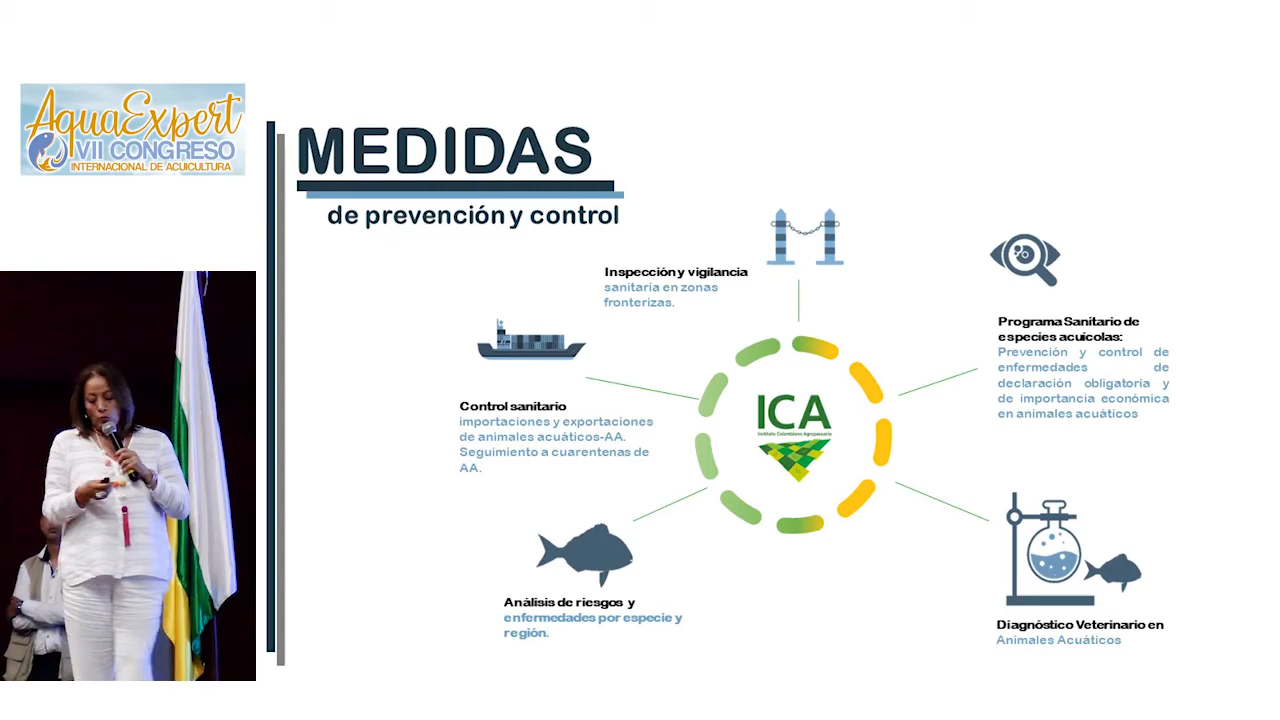 AquaExpert
VII CONGRESO
INTERNACIONAL DE ACUICULTURA
MEDIDAS
de prevención y control
Inspección y vigilancia
sanitaria en zonas
fronterizas.
Programa Sanitario de
especies acuícolas:
Prevención y control de
enfermedades de
declaración obligatoria y
de importancia económica
en animales acuáticos
Control sanitario
importaciones y exportaciones
de animales acuáticos-AA.
Seguimiento a cuarentenas de
AA.
ICA
Instituto Colombiano Agropecuario
Análisis de riesgos y
enfermedades por especie y
región.
Diagnóstico Veterinario en
Animales Acuáticos